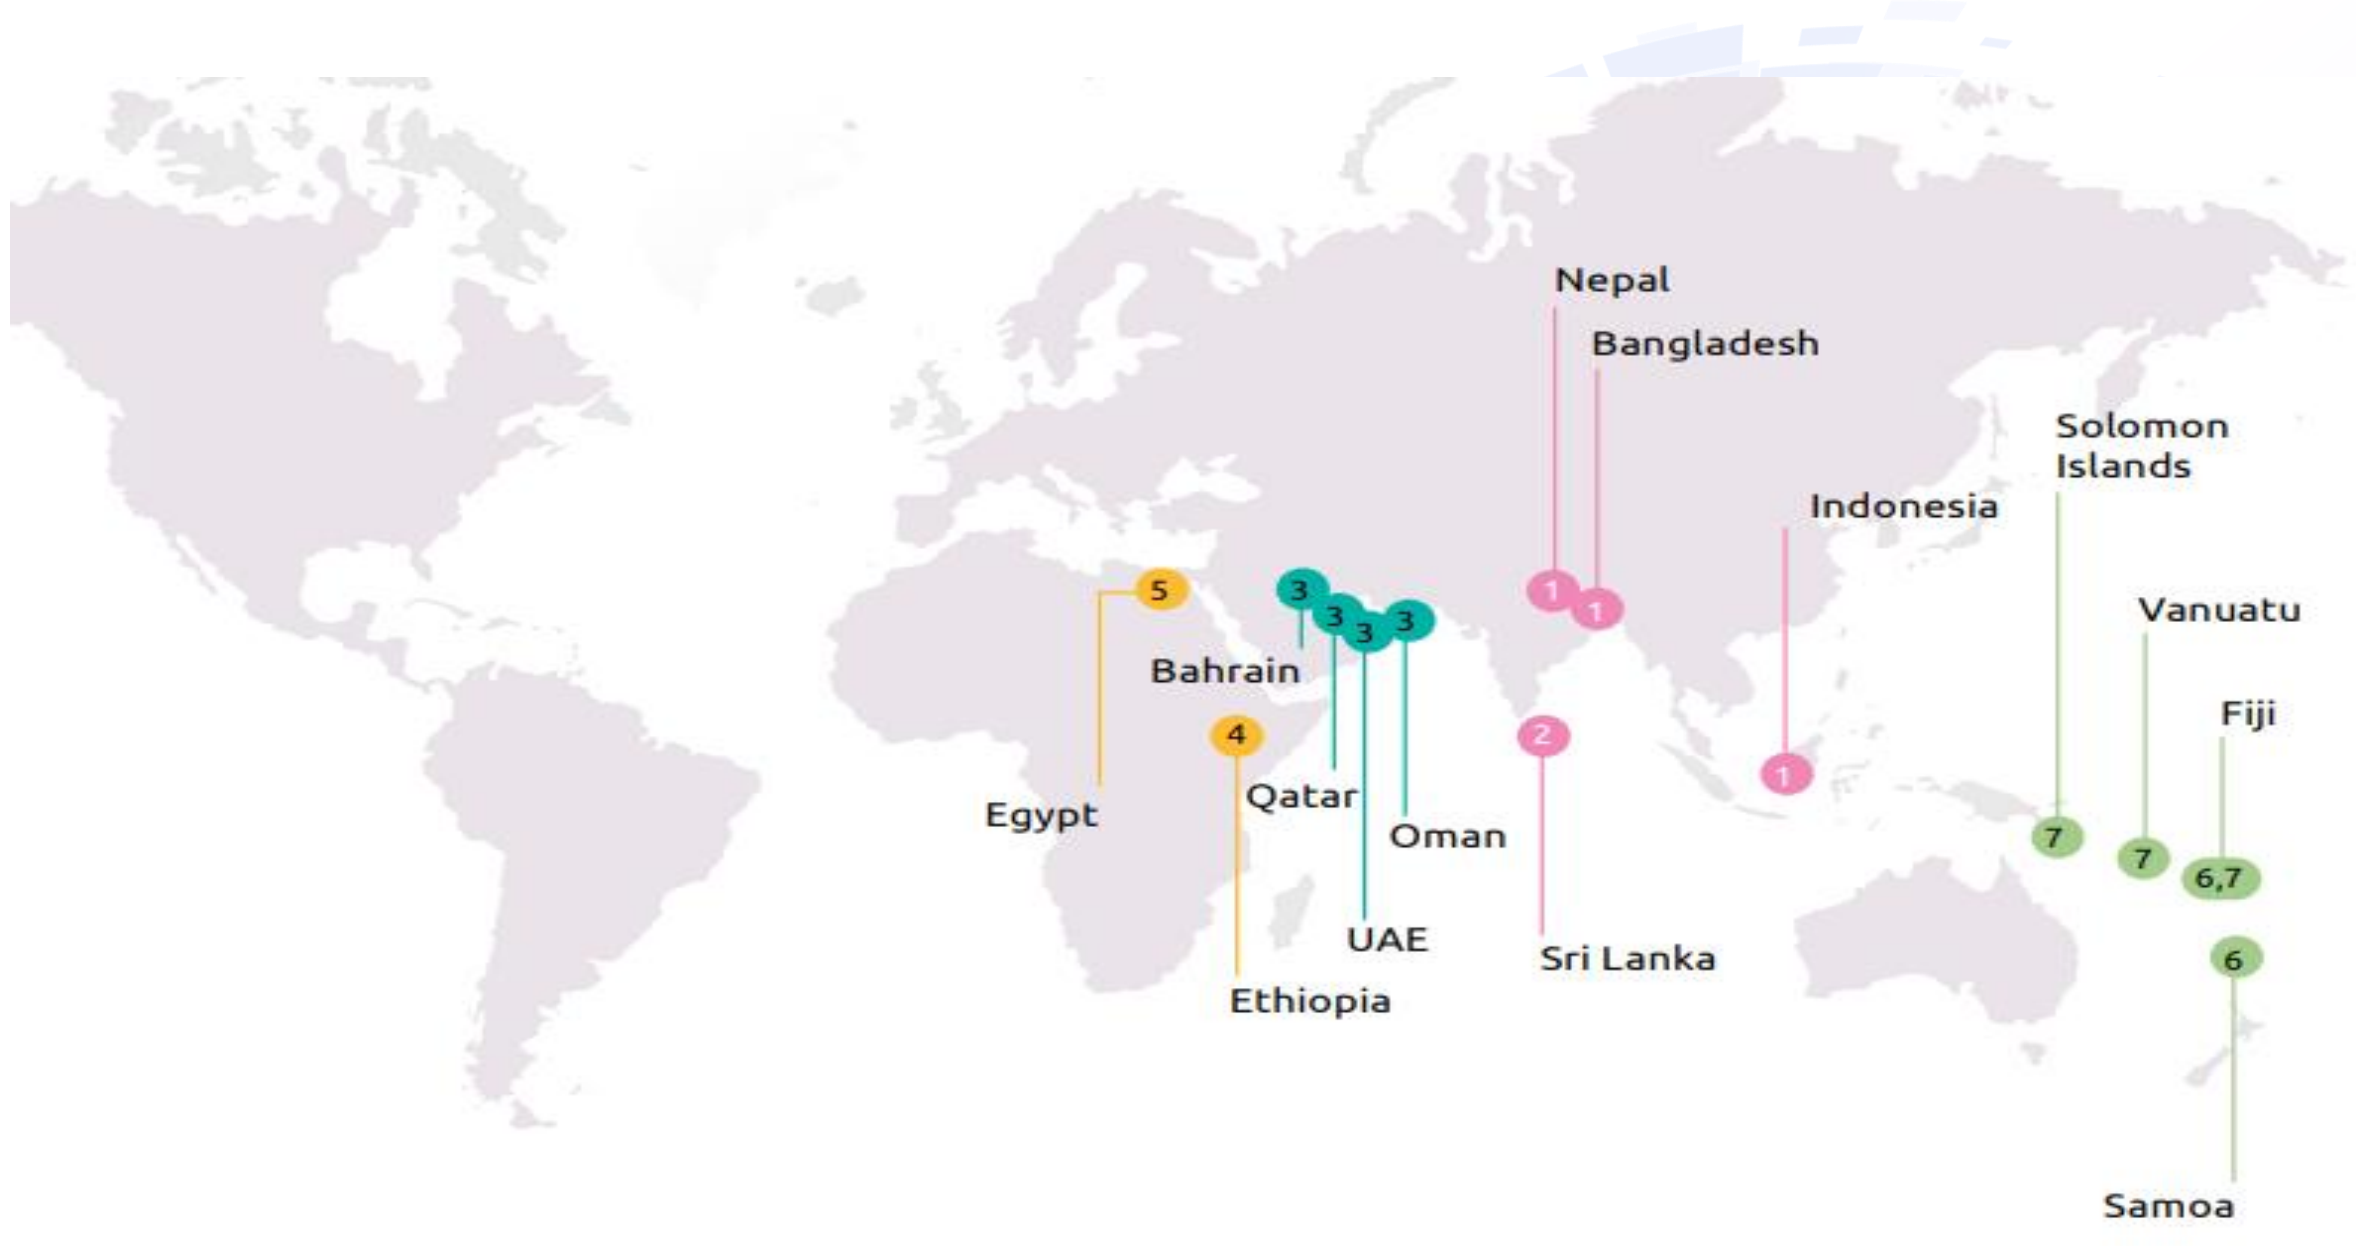 Nepal
Bangladesh
Solomon
Islands
Indonesia
5
3
3
3
3
1
1
Vanuatu
Bahrain
Fiji
4
2
1
Qatar
Egypt
Oman
7
7
6,7
UAE
Sri Lanka
6
Ethiopia
Samoa